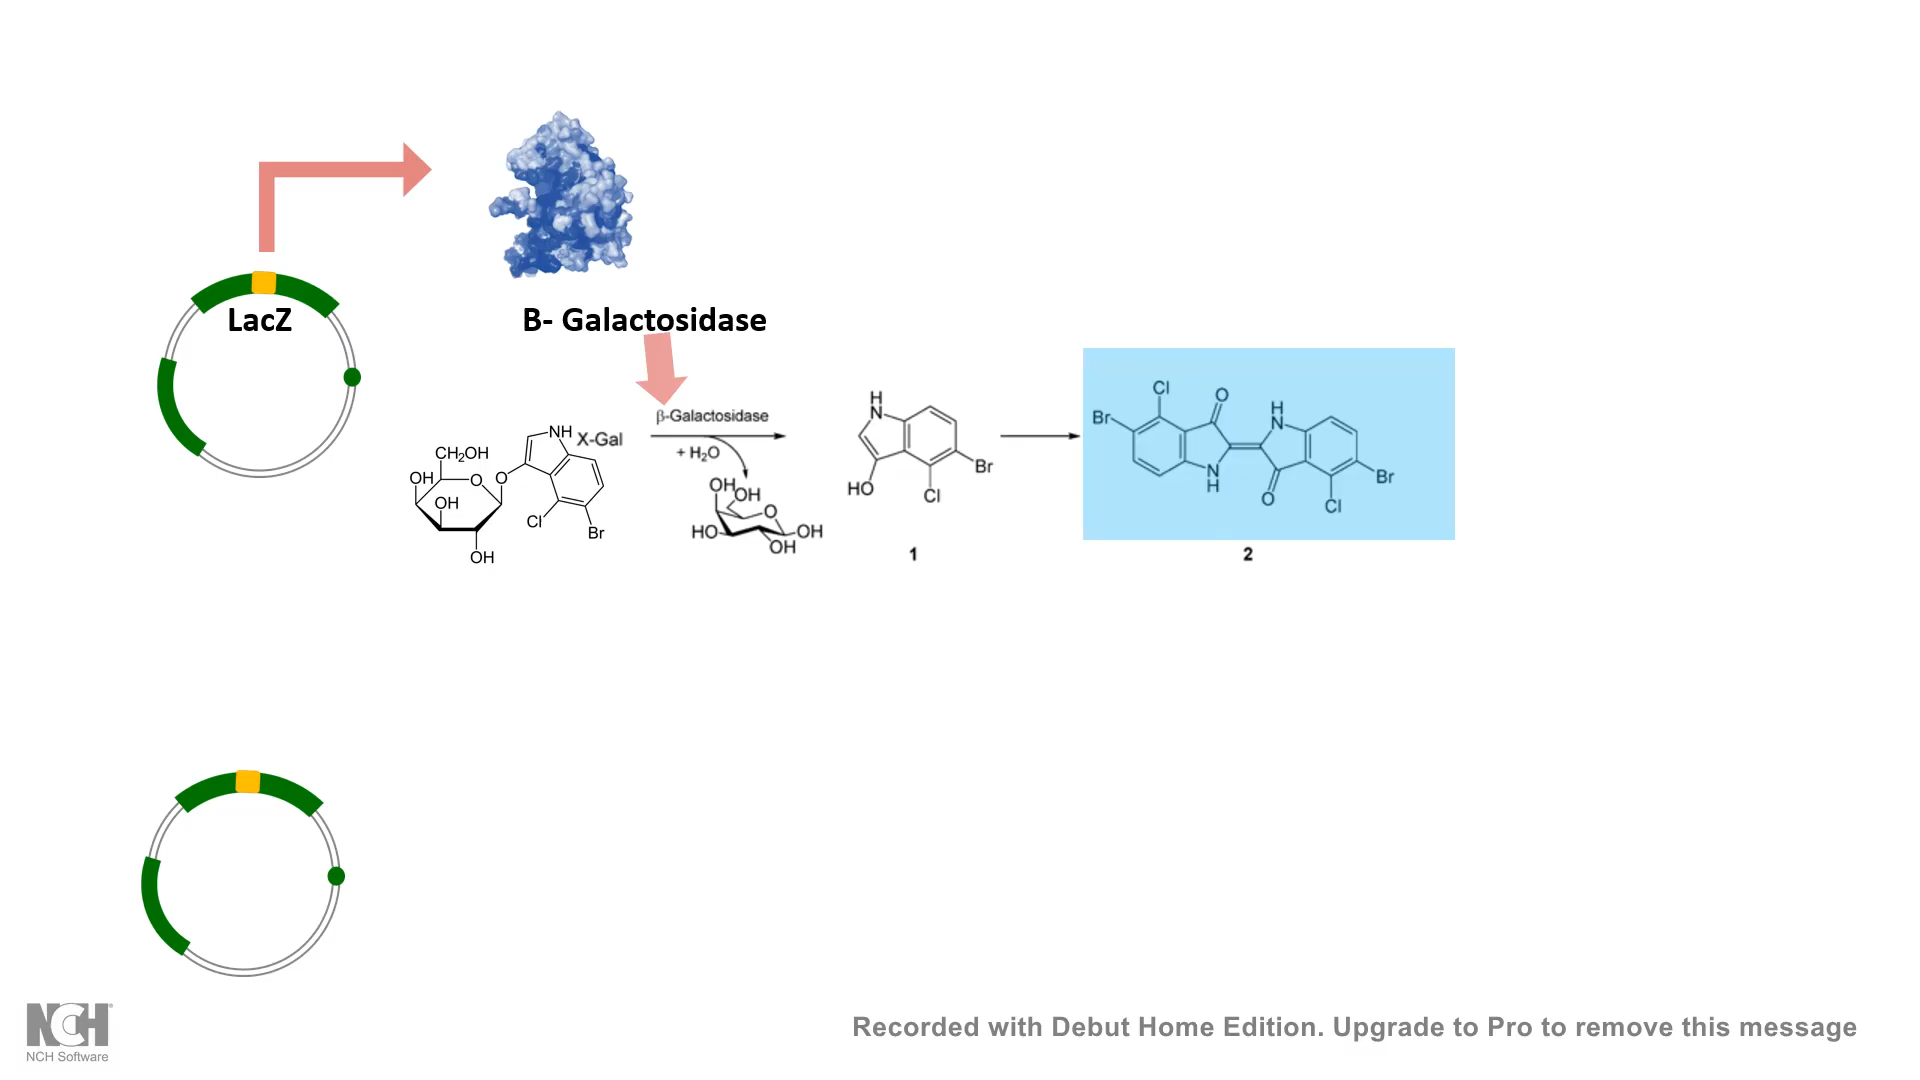 LacZ
B- Galactosidase
β-Galactosidase
+ H₂O
X-Gal
NH
CH₂OH
OH
O
O
OH
OH
Cl
Br
OH
OH
O
HO
OH
OH
H
N
HO
Cl
Br
1
Cl
O
H
N
Br
N
H
O
Cl
Br
2
NCH
®
NCH Software
Recorded with Debut Home Edition. Upgrade to Pro to remove this message